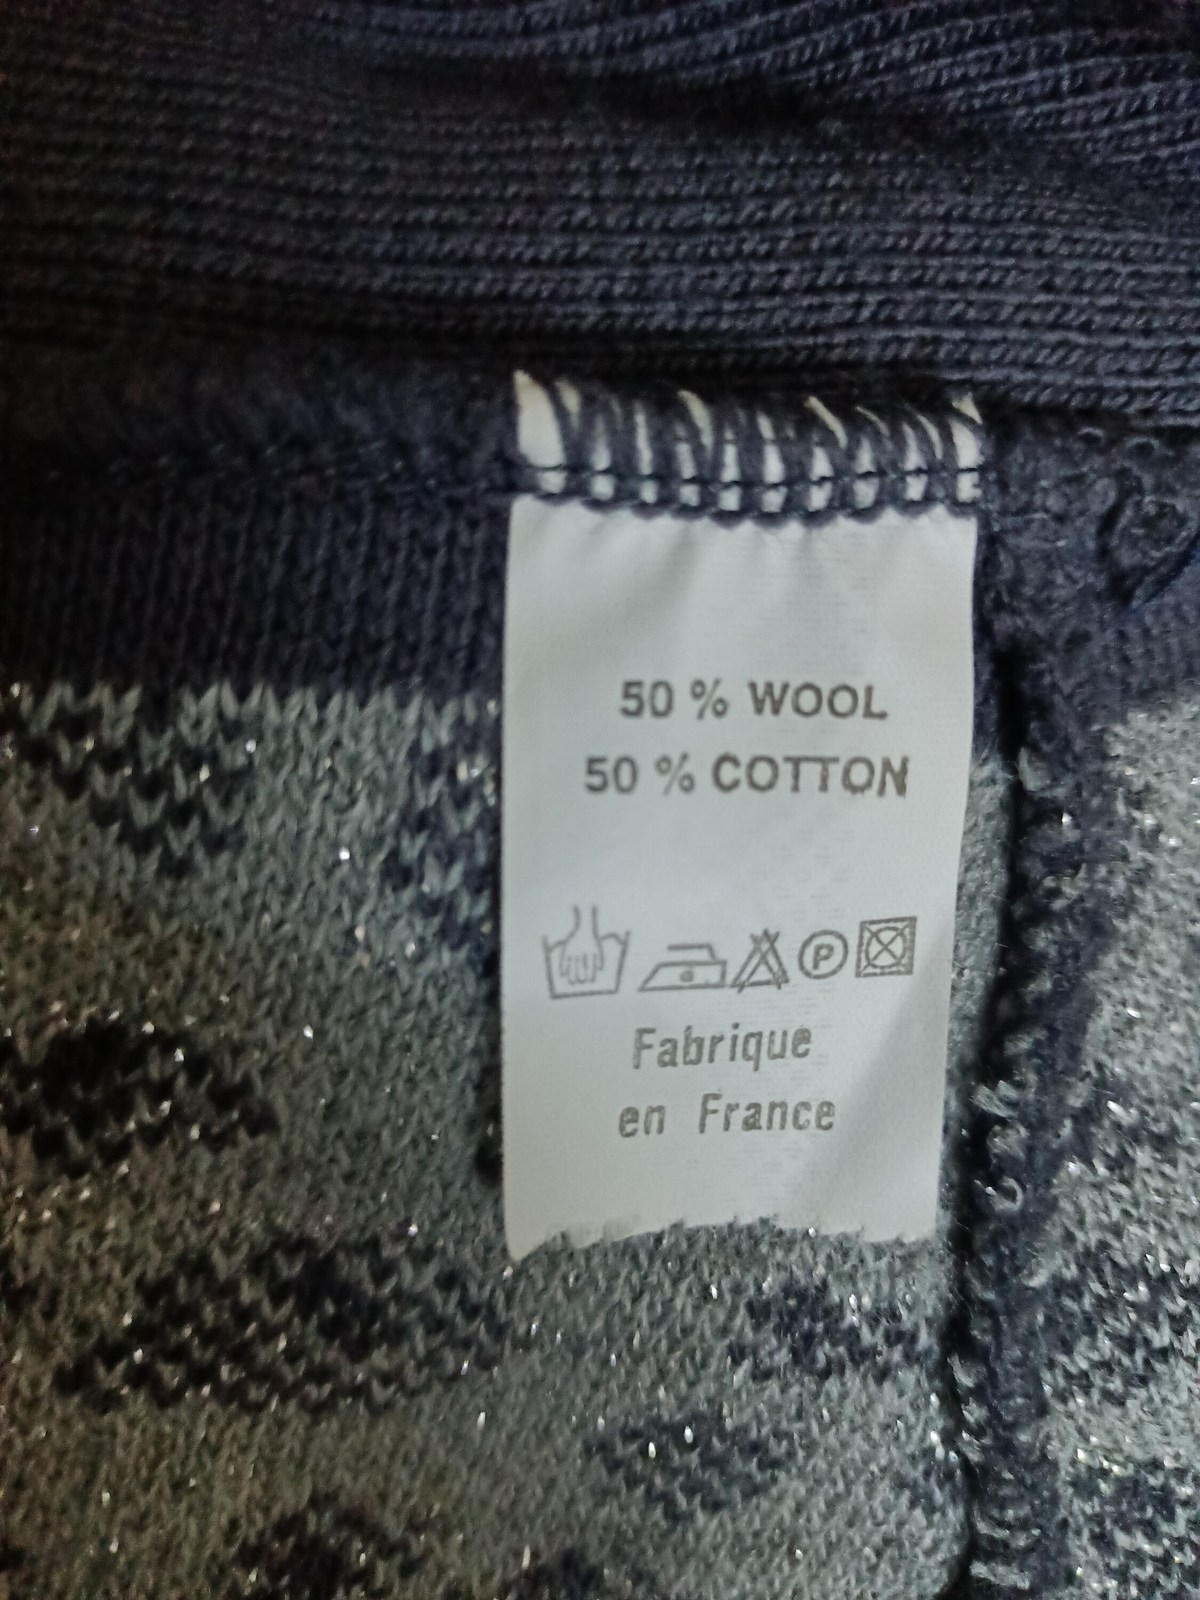 50 % WOOL
50 % COTTON
P
Fabrique
en France